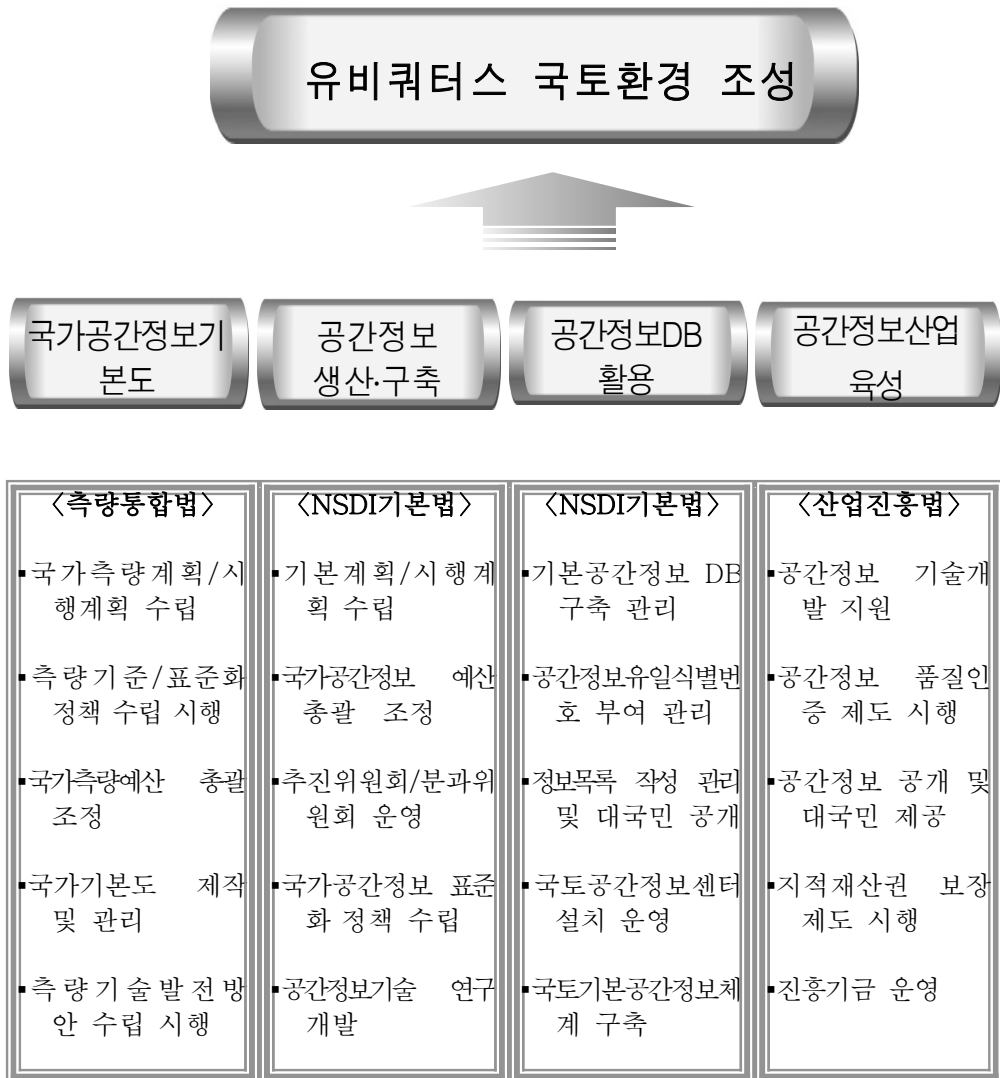 유비쿼터스 국토환경 조성
국가공간정보기
본도
공간정보
생산·구축
공간정보DB
활용
공간정보산업
육성
〈측량통합법〉
▪국가측량계획/시
행계획 수립
▪측량기준/표준화
정책 수립 시행
▪국가측량예산 총괄
조정
▪국가기본도 제작
및 관리
▪측량기술발전방
안 수립 시행
〈NSDI기본법〉
▪기본계획/시행계
획 수립
▪국가공간정보 예산
총괄 조정
▪추진위원회/분과위
원회 운영
▪국가공간정보 표준
화 정책 수립
▪공간정보기술 연구
개발
〈NSDI기본법〉
▪기본공간정보 DB
구축 관리
▪공간정보유일식별번
호 부여 관리
▪정보목록 작성 관리
및 대국민 공개
▪국토공간정보센터
설치 운영
▪국토기본공간정보체
계 구축
〈산업진흥법〉
▪공간정보 기술개
발 지원
▪공간정보 품질인
증 제도 시행
▪공간정보 공개 및
대국민 제공
▪지적재산권 보장
제도 시행
▪진흥기금 운영